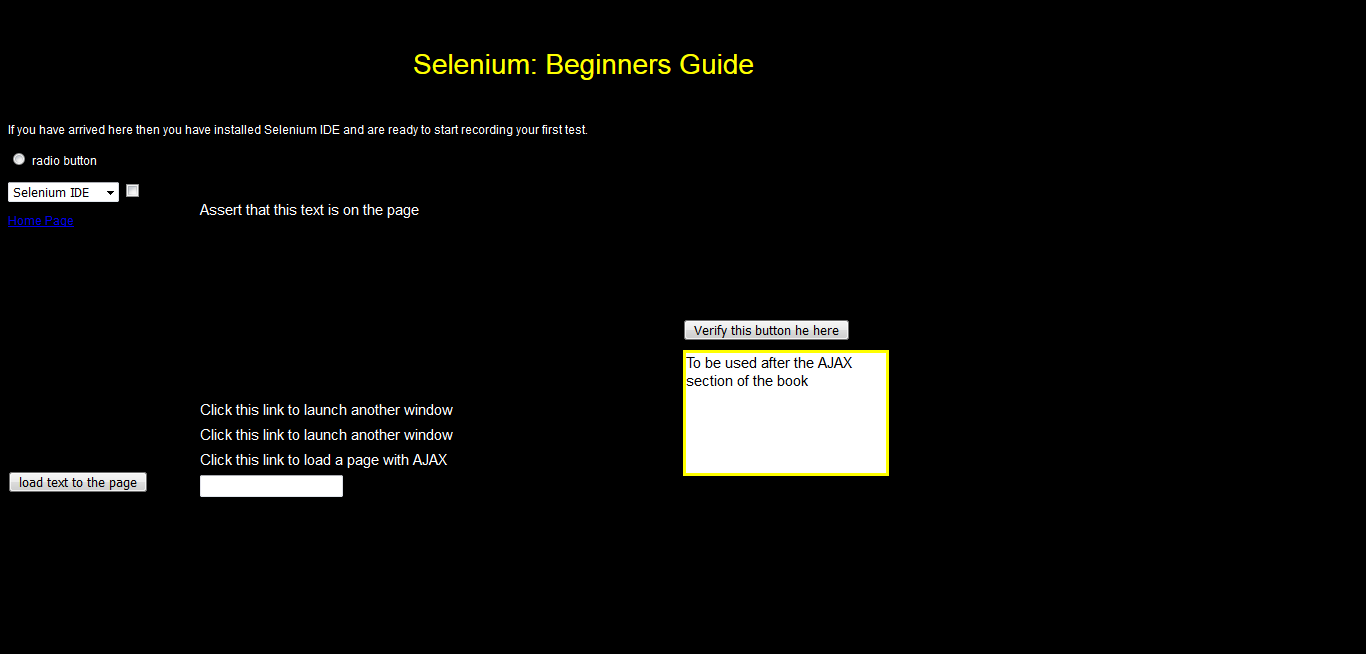 Selenium: Beginners Guide
If you have arrived here then you have installed Selenium IDE and are ready to start recording your first test.
radio button
Selenium IDE
Assert that this text is on the page
Home Page
Verify this button he here
To be used after the AJAX
section of the book
Click this link to launch another window
Click this link to launch another window
Click this link to load a page with AJAX
load text to the page